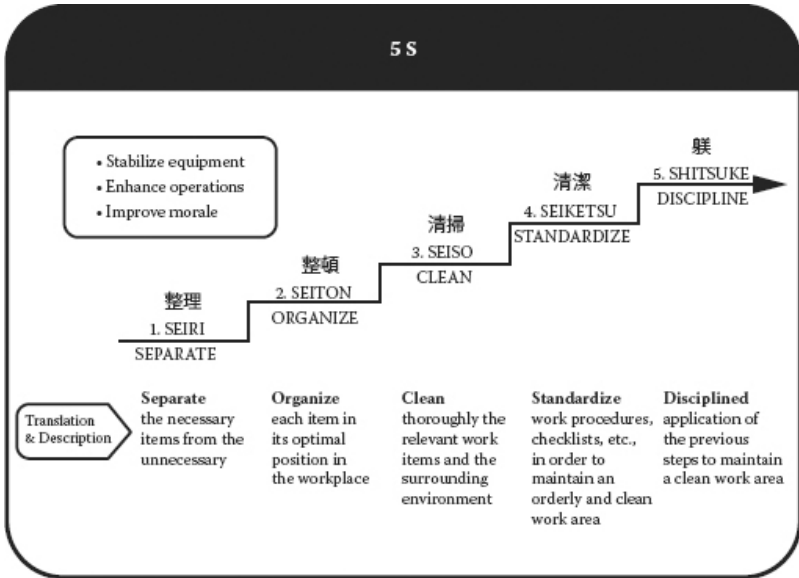 5 S
• Stabilize equipment
• Enhance operations
• Improve morale
整理
1. SEIRI
SEPARATE
整頓
2. SEITON
ORGANIZE
清掃
3. SEISO
CLEAN
清潔
4. SEIKETSU
STANDARDIZE
躾
5. SHITSUKE
DISCIPLINE
Translation
& Description
Separate
the necessary
items from the
unnecessary
Organize
each item in
its optimal
position in
the workplace
Clean
thoroughly the
relevant work
items and the
surrounding
environment
Standardize
work procedures,
checklists, etc.,
in order to
maintain an
orderly and clean
work area
Disciplined
application of
the previous
steps to maintain
a clean work area